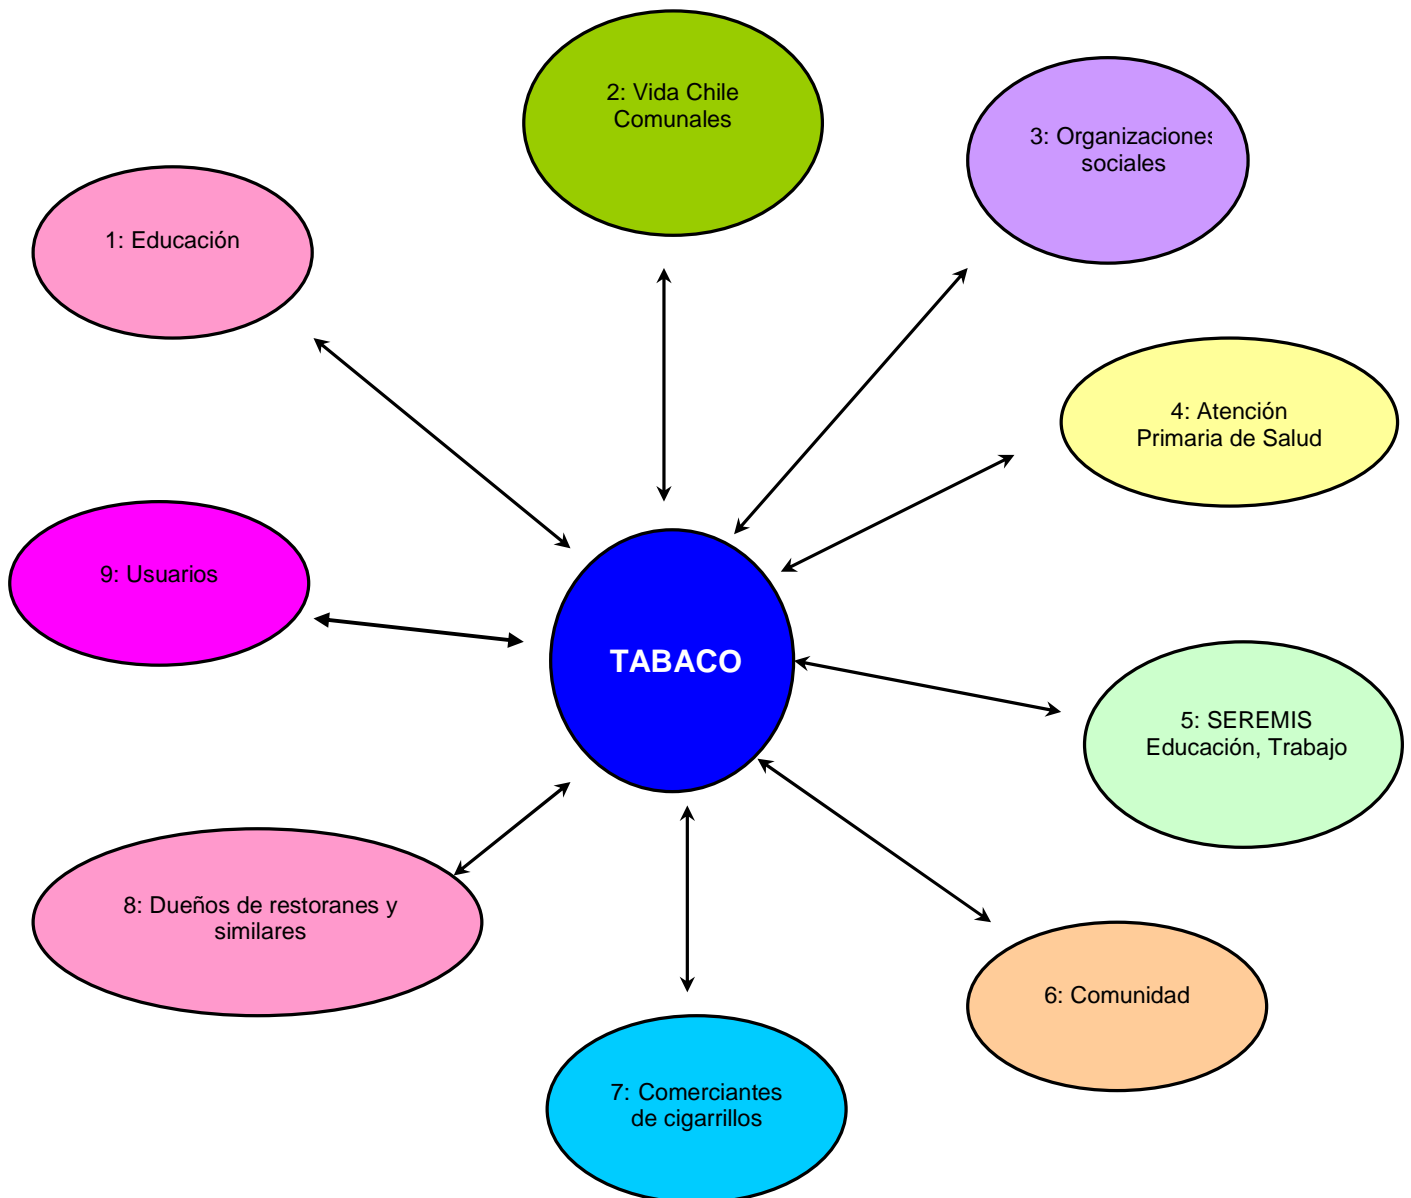 1: Educación
2: Vida Chile
Comunales
3: Organizaciones
sociales
4: Atención
Primaria de Salud
5: SEREMIS
Educación, Trabajo
6: Comunidad
7: Comerciantes
de cigarrillos
8: Dueños de restoranes y
similares
9: Usuarios
TABACO